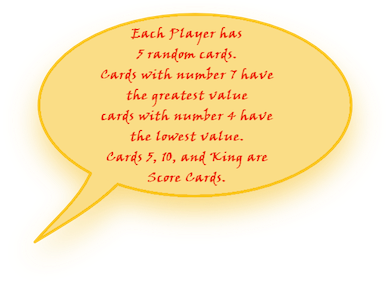 Each Player has
5 random cards.
Cards with number 7 have
the greatest value
cards with number 4 have
the lowest value.
Cards 5, 10, and King are
Score Cards.